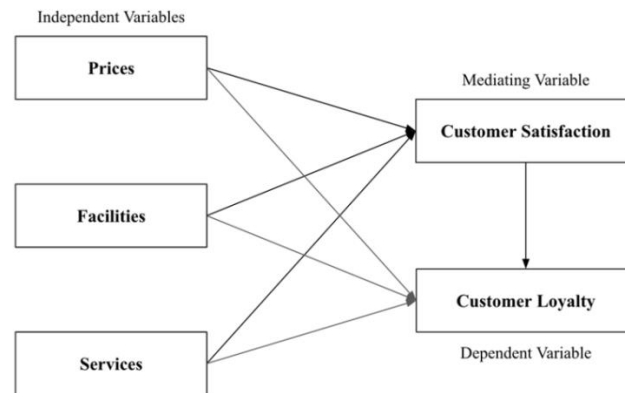 Independent Variables
Prices
Mediating Variable
Customer Satisfaction
Facilities
Customer Loyalty
Services
Dependent Variable